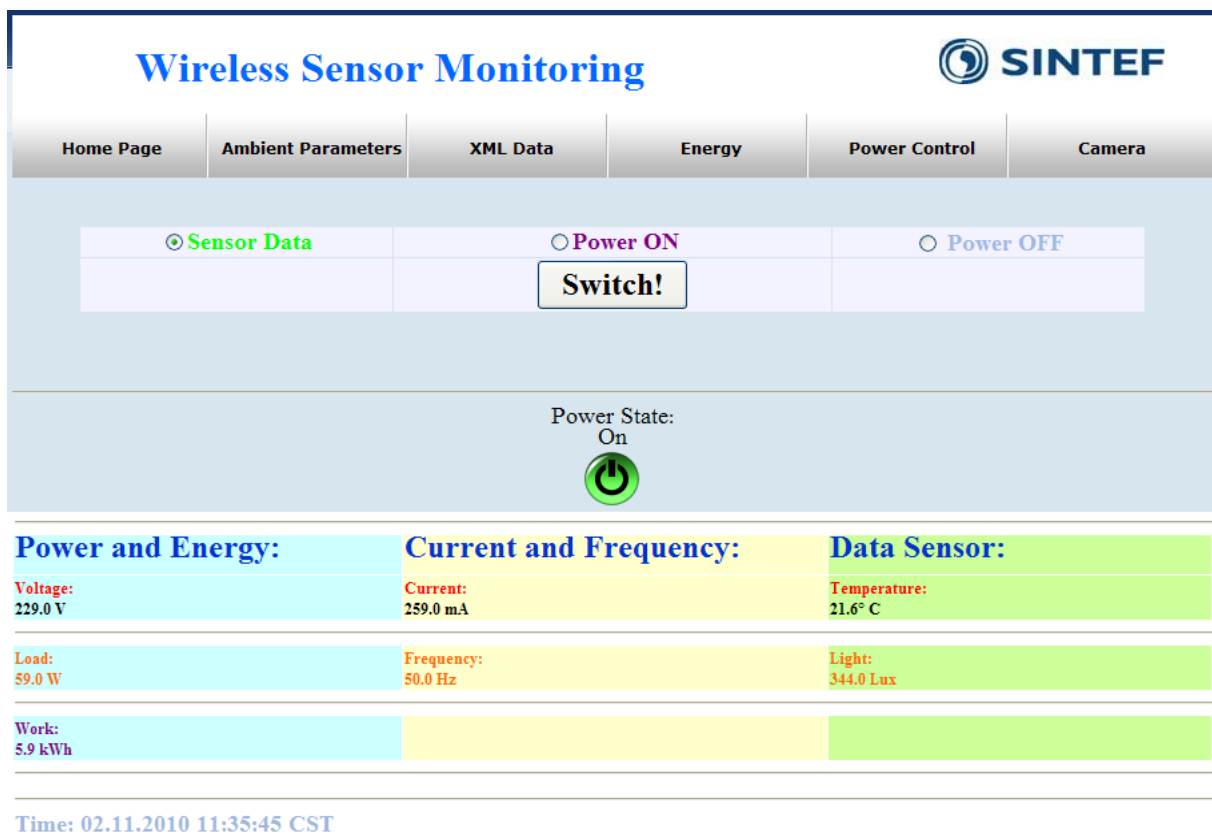 Wireless Sensor Monitoring
SINTEF
Home Page Ambient Parameters XML Data Energy Power Control Camera
Sensor Data Power ON Power OFF
Switch!
Power State:
On
Power and Energy: Current and Frequency: Data Sensor:
Voltage: Current: Temperature:
229.0 V 259.0 mA 21.6° C
Load: Frequency: Light:
59.0 W 50.0 Hz 344.0 Lux
Work:
5.9 kWh
Time: 02.11.2010 11:35:45 CST